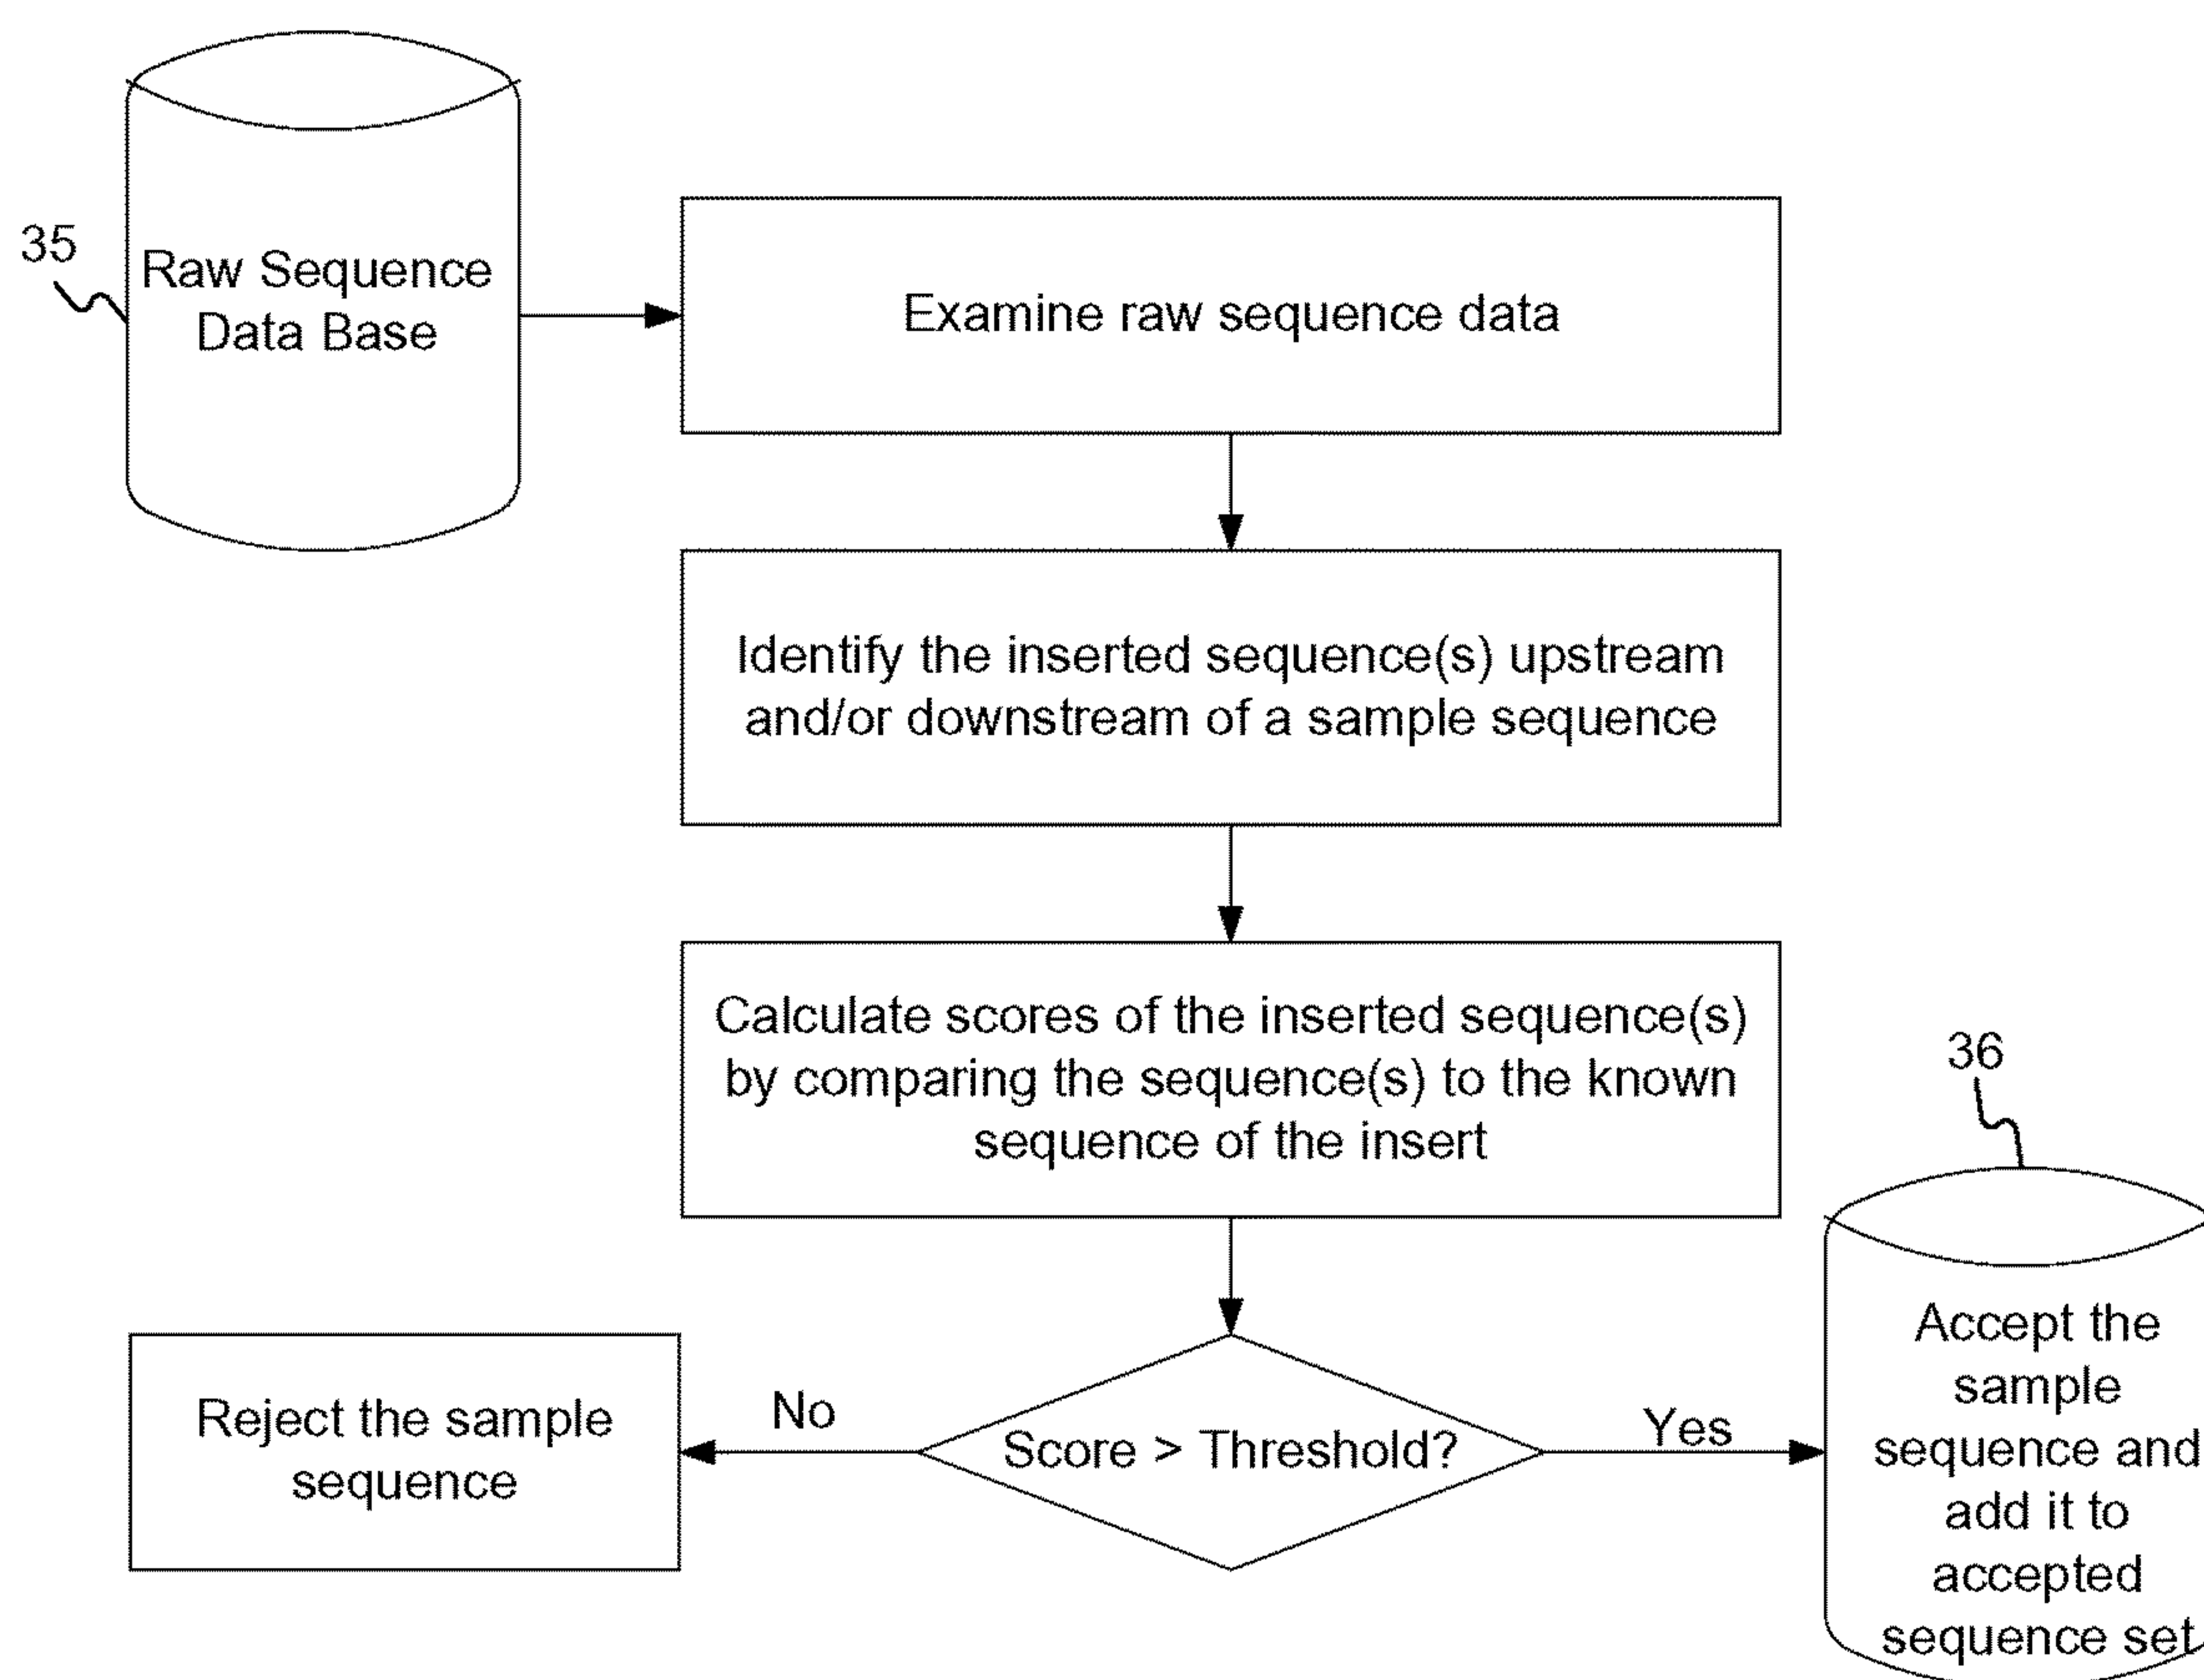 35
Raw Sequence
Data Base
Examine raw sequence data
Identify the inserted sequence(s) upstream
and/or downstream of a sample sequence
Calculate scores of the inserted sequence(s)
by comparing the sequence(s) to the known
sequence of the insert
Score > Threshold?
No
Reject the sample
sequence
Yes
36
Accept the
sample
sequence and
add it to
accepted
sequence set